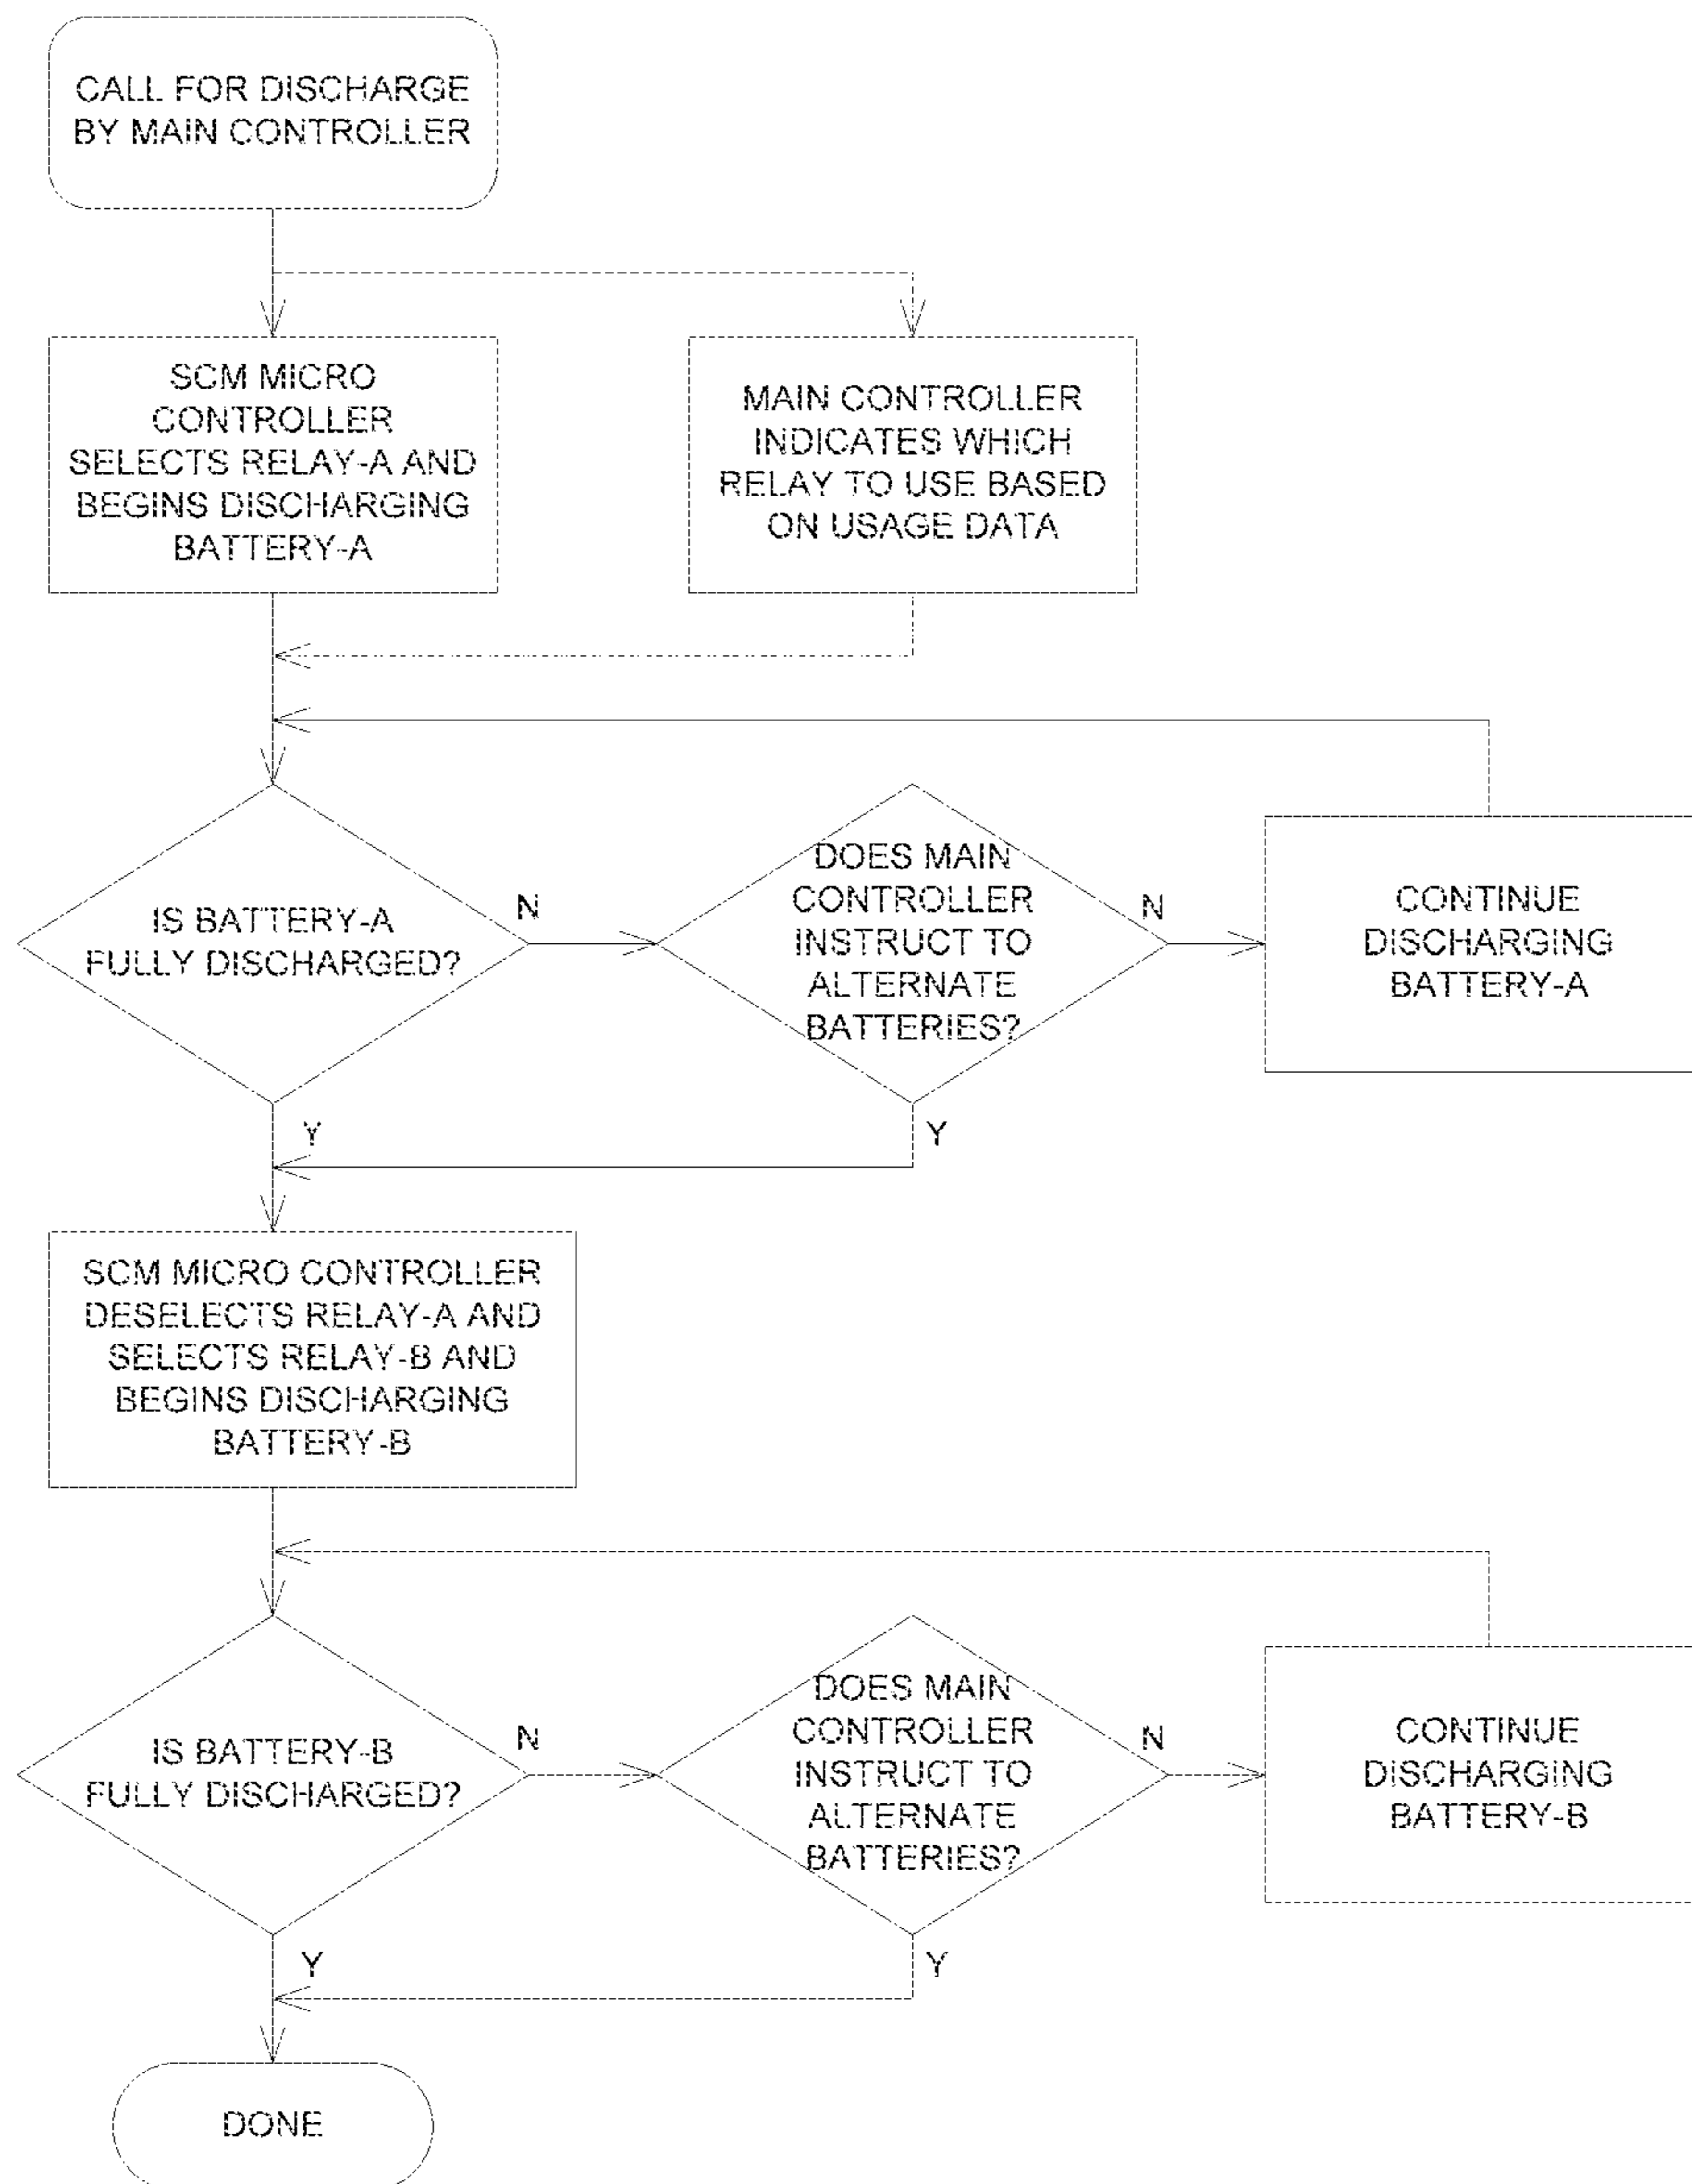 CALL FOR DISCHARGE
BY MAIN CONTROLLER
SCM MICRO
CONTROLLER
SELECTS RELAY-A AND
BEGINS DISCHARGING
BATTERY-A
MAIN CONTROLLER
INDICATES WHICH
RELAY TO USE BASED
ON USAGE DATA
IS BATTERY-A
FULLY DISCHARGED?
N
DOES MAIN
CONTROLLER
INSTRUCT TO
ALTERNATE
BATTERIES?
N
CONTINUE
DISCHARGING
BATTERY-A
Y
Y
SCM MICRO CONTROLLER
DESELECTS RELAY-A AND
SELECTS RELAY-B AND
BEGINS DISCHARGING
BATTERY-B
IS BATTERY-B
FULLY DISCHARGED?
N
DOES MAIN
CONTROLLER
INSTRUCT TO
ALTERNATE
BATTERIES?
N
CONTINUE
DISCHARGING
BATTERY-B
Y
Y
DONE